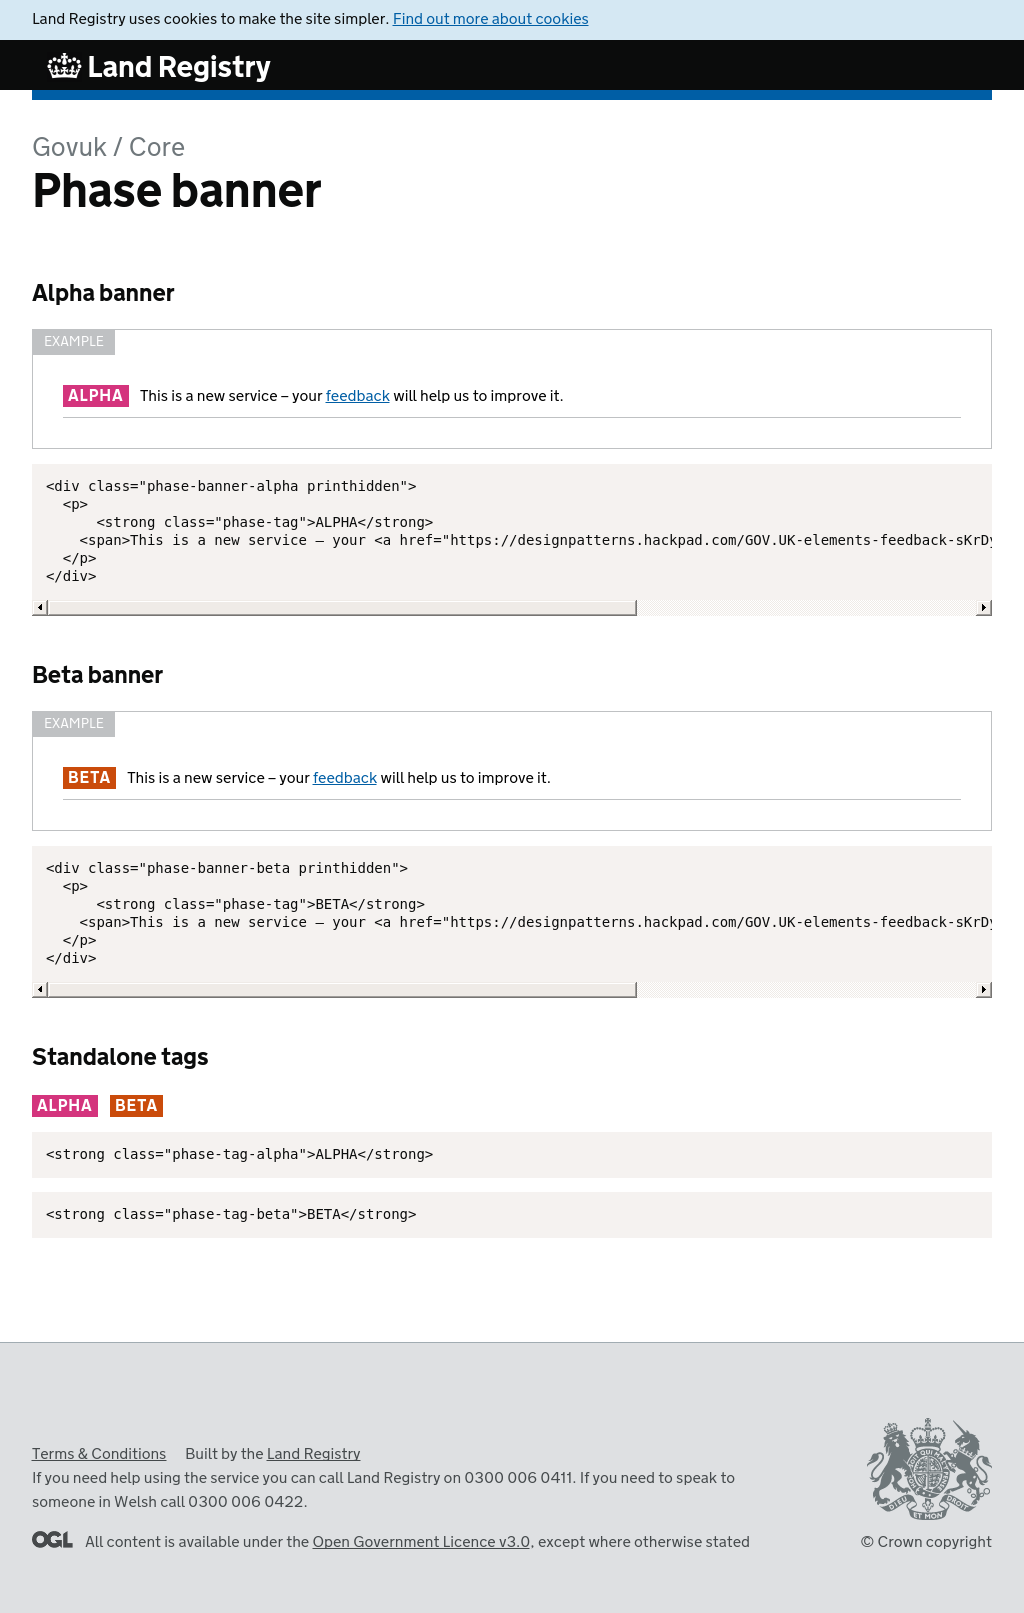 Land Registry uses cookies to make the site simpler. Find out more about cookies
Land Registry
Govuk / Core
Phase banner
Alpha banner
EXAMPLE
ALPHA This is a new service – your feedback will help us to improve it.
<div class="phase-banner-alpha printhidden">
  <p>
      <strong class="phase-tag">ALPHA</strong>
    <span>This is a new service – your <a href="https://designpatterns.hackpad.com/GOV.UK-elements-feedback-sKrDy
  </p>
</div>
Beta banner
EXAMPLE
BETA This is a new service – your feedback will help us to improve it.
<div class="phase-banner-beta printhidden">
  <p>
      <strong class="phase-tag">BETA</strong>
    <span>This is a new service – your <a href="https://designpatterns.hackpad.com/GOV.UK-elements-feedback-sKrDy
  </p>
</div>
Standalone tags
ALPHA BETA
<strong class="phase-tag-alpha">ALPHA</strong>
<strong class="phase-tag-beta">BETA</strong>
Terms & Conditions Built by the Land Registry
If you need help using the service you can call Land Registry on 0300 006 0411. If you need to speak to
someone in Welsh call 0300 006 0422.
OGL All content is available under the Open Government Licence v3.0, except where otherwise stated
DIEU ET MON DROIT
© Crown copyright